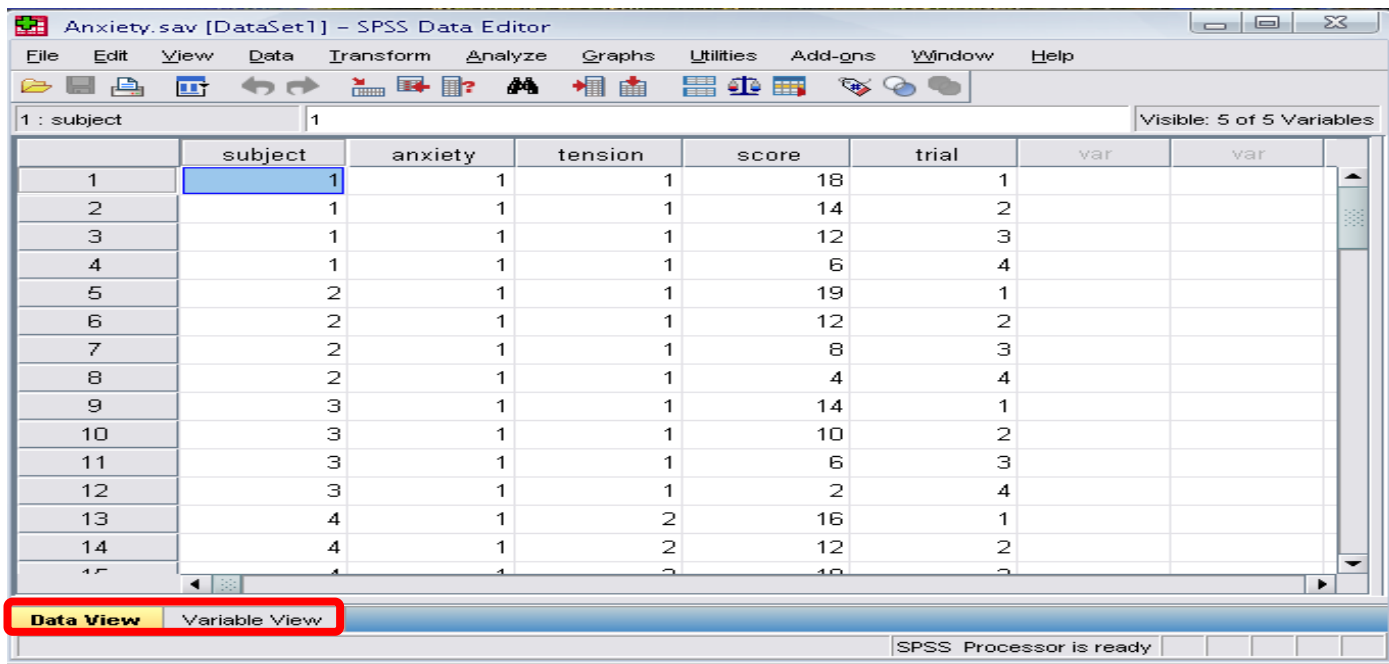 Anxiety.sav [DataSet1] - SPSS Data Editor
File Edit View Data Transform Analyze Graphs Utilities Add-ons Window Help
1 : subject 1 Visible: 5 of 5 Variables
subject anxiety tension score trial var var
1 1 1 1 18 1
2 1 1 1 14 2
3 1 1 1 12 3
4 1 1 1 6 4
5 2 1 1 19 1
6 2 1 1 12 2
7 2 1 1 8 3
8 2 1 1 4 4
9 3 1 1 14 1
10 3 1 1 10 2
11 3 1 1 6 3
12 3 1 1 2 4
13 4 1 2 16 1
14 4 1 2 12 2
Data View Variable View
SPSS Processor is ready